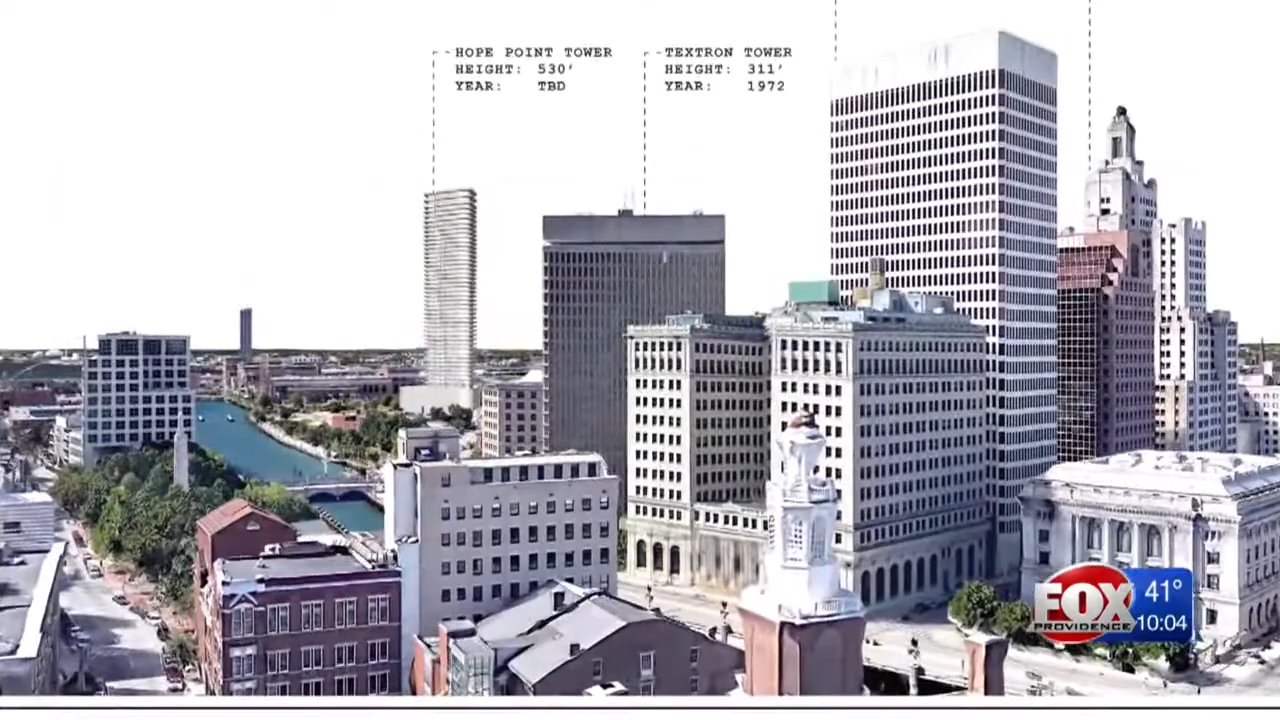 HOPE POINT TOWER
HEIGHT: 530'
YEAR: TBD
TEXTRON TOWER
HEIGHT: 311'
YEAR: 1972
FOX
PROVIDENCE
41°
10:04